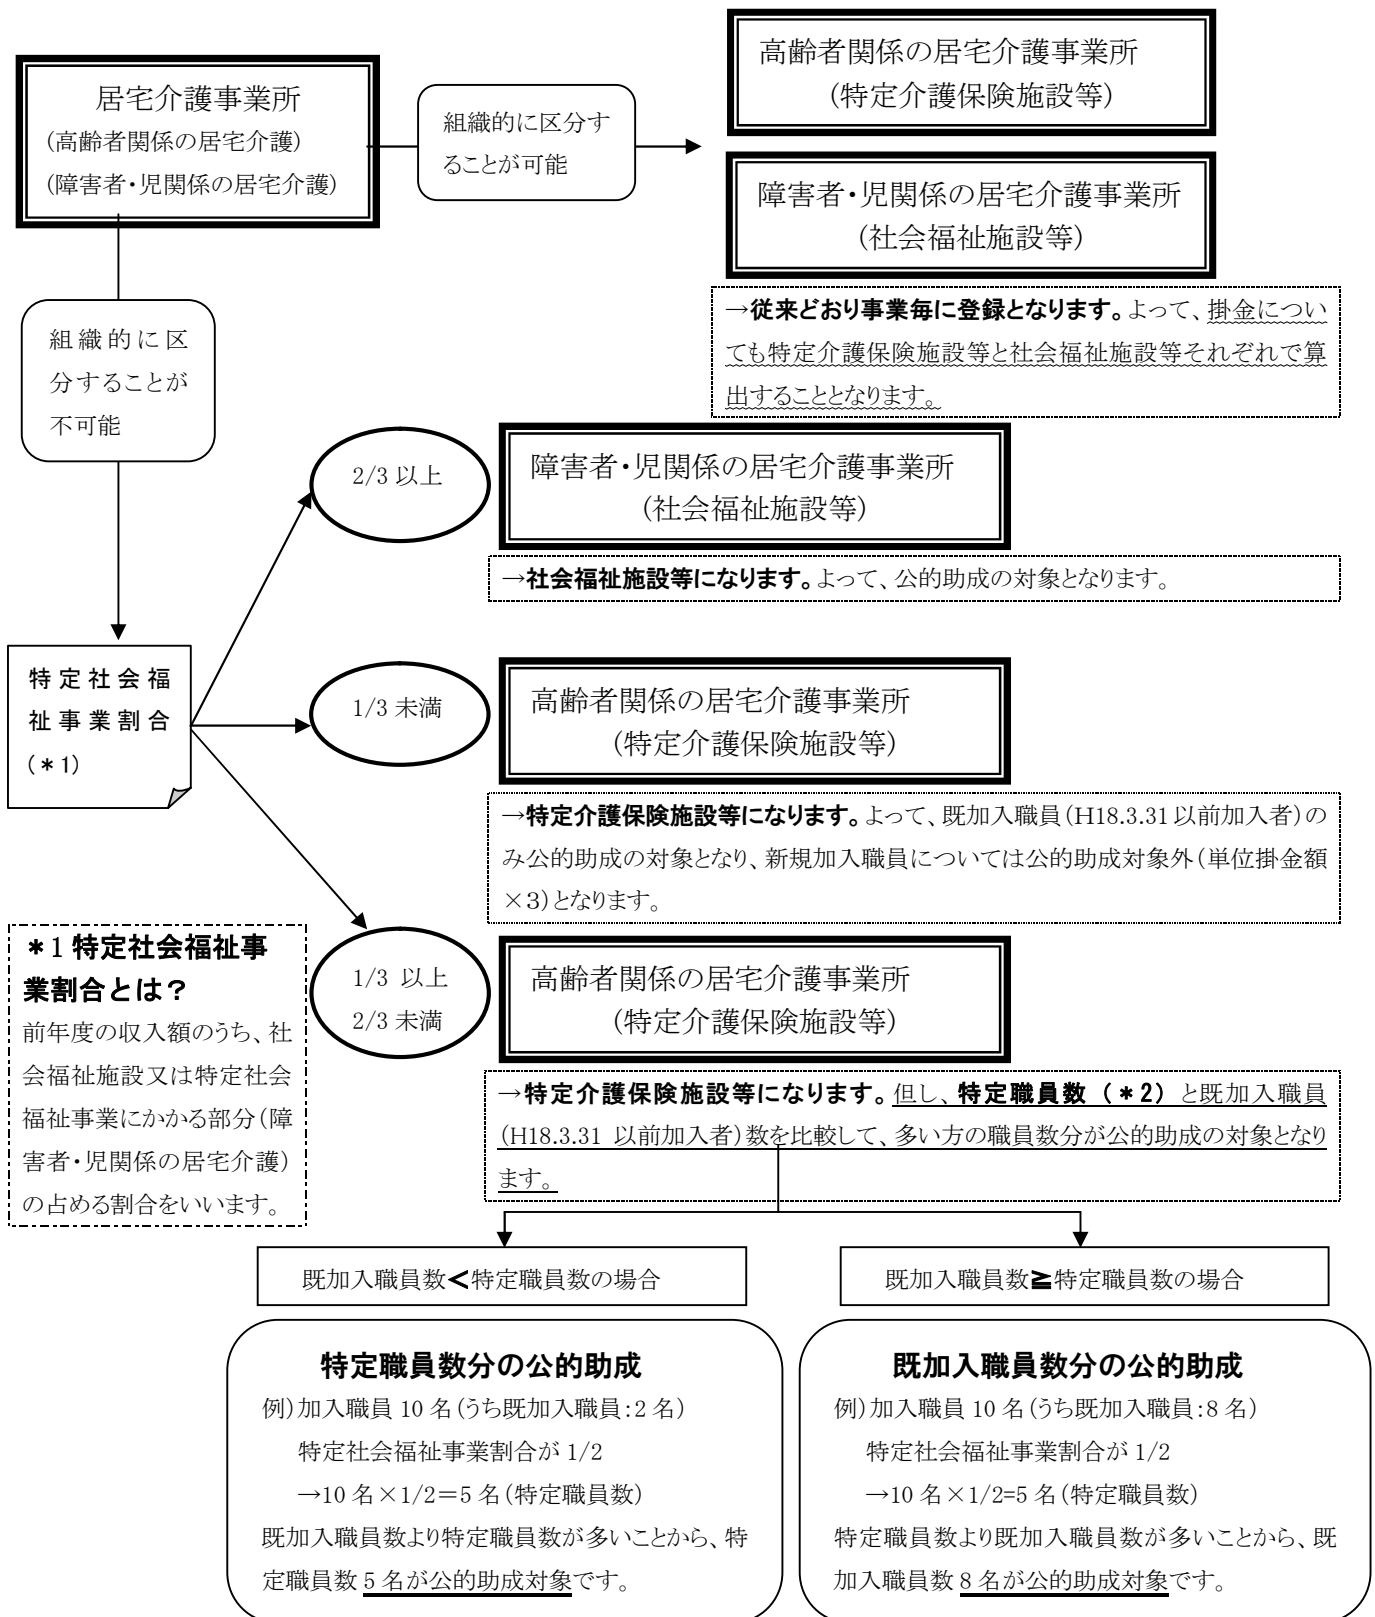 居宅介護事業所
(高齢者関係の居宅介護)
(障害者・児関係の居宅介護)
組織的に区分す
ることが可能
高齢者関係の居宅介護事業所
(特定介護保険施設等)
障害者・児関係の居宅介護事業所
(社会福祉施設等)
→従来どおり事業毎に登録となります。よって、掛金につい
ても特定介護保険施設等と社会福祉施設等それぞれで算
出することとなります。
組織的に区
分することが
不可能
2/3 以上
障害者・児関係の居宅介護事業所
(社会福祉施設等)
→社会福祉施設等になります。よって、公的助成の対象となります。
特定社会福
祉事業割合
(＊1)
1/3 未満
高齢者関係の居宅介護事業所
(特定介護保険施設等)
→特定介護保険施設等になります。よって、既加入職員(H18.3.31 以前加入者)の
み公的助成の対象となり、新規加入職員については公的助成対象外(単位掛金額
×3)となります。
＊1 特定社会福祉事
業割合とは？
前年度の収入額のうち、社
会福祉施設又は特定社会
福祉事業にかかる部分(障
害者・児関係の居宅介護)
の占める割合をいいます。
1/3 以上
2/3 未満
高齢者関係の居宅介護事業所
(特定介護保険施設等)
→特定介護保険施設等になります。但し、特定職員数（＊2）と既加入職員
(H18.3.31 以前加入者)数を比較して、多い方の職員数分が公的助成の対象となり
ます。
既加入職員数＜特定職員数の場合
既加入職員数≧特定職員数の場合
特定職員数分の公的助成
例)加入職員 10 名(うち既加入職員:2 名)
特定社会福祉事業割合が 1/2
→10 名×1/2＝5 名(特定職員数)
既加入職員数より特定職員数が多いことから、特
定職員数 5 名が公的助成対象です。
既加入職員数分の公的助成
例)加入職員 10 名(うち既加入職員:8 名)
特定社会福祉事業割合が 1/2
→10 名×1/2=5 名(特定職員数)
特定職員数より既加入職員数が多いことから、既
加入職員数 8 名が公的助成対象です。